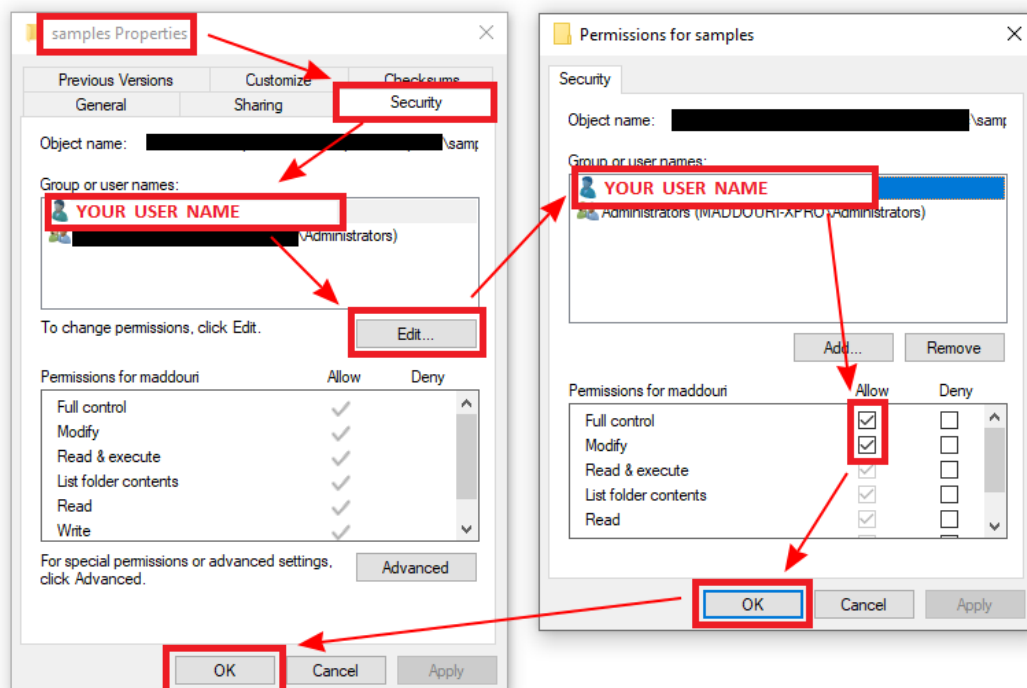 samples Properties
Previous Versions Customize Checksums
General Sharing Security
Object name: \samp
Group or user names:
YOUR USER NAME
\Administrators)
To change permissions, click Edit.
Edit...
Permissions for maddouri Allow Deny
Full control
Modify
Read & execute
List folder contents
Read
Write
For special permissions or advanced settings,
click Advanced.
Advanced
OK Cancel Apply
Permissions for samples
Security
Object name: \samp
Group or user names:
YOUR USER NAME
Administrators (MADDOURI-XPRO\Administrators)
Add... Remove
Permissions for maddouri Allow Deny
Full control
Modify
Read & execute
List folder contents
Read
OK Cancel Apply